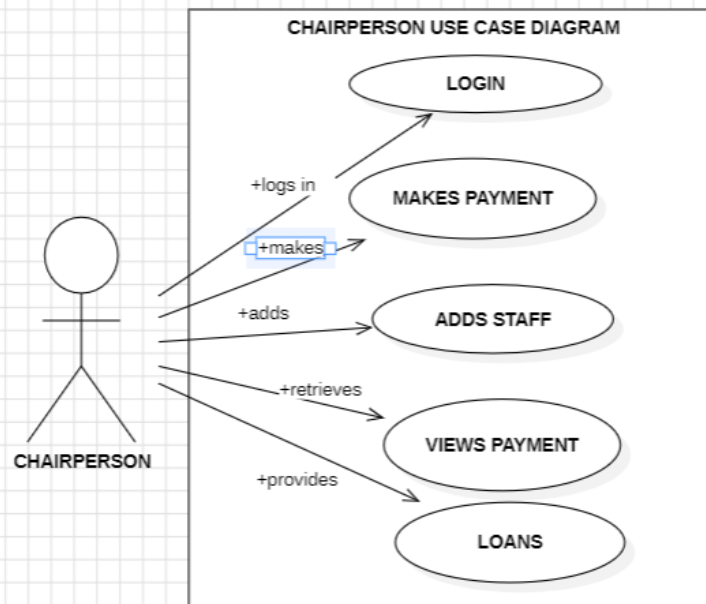 CHAIRPERSON USE CASE DIAGRAM
LOGIN
+logs in
MAKES PAYMENT
+makes
+adds
ADDS STAFF
+retrieves
VIEWS PAYMENT
CHAIRPERSON
+provides
LOANS